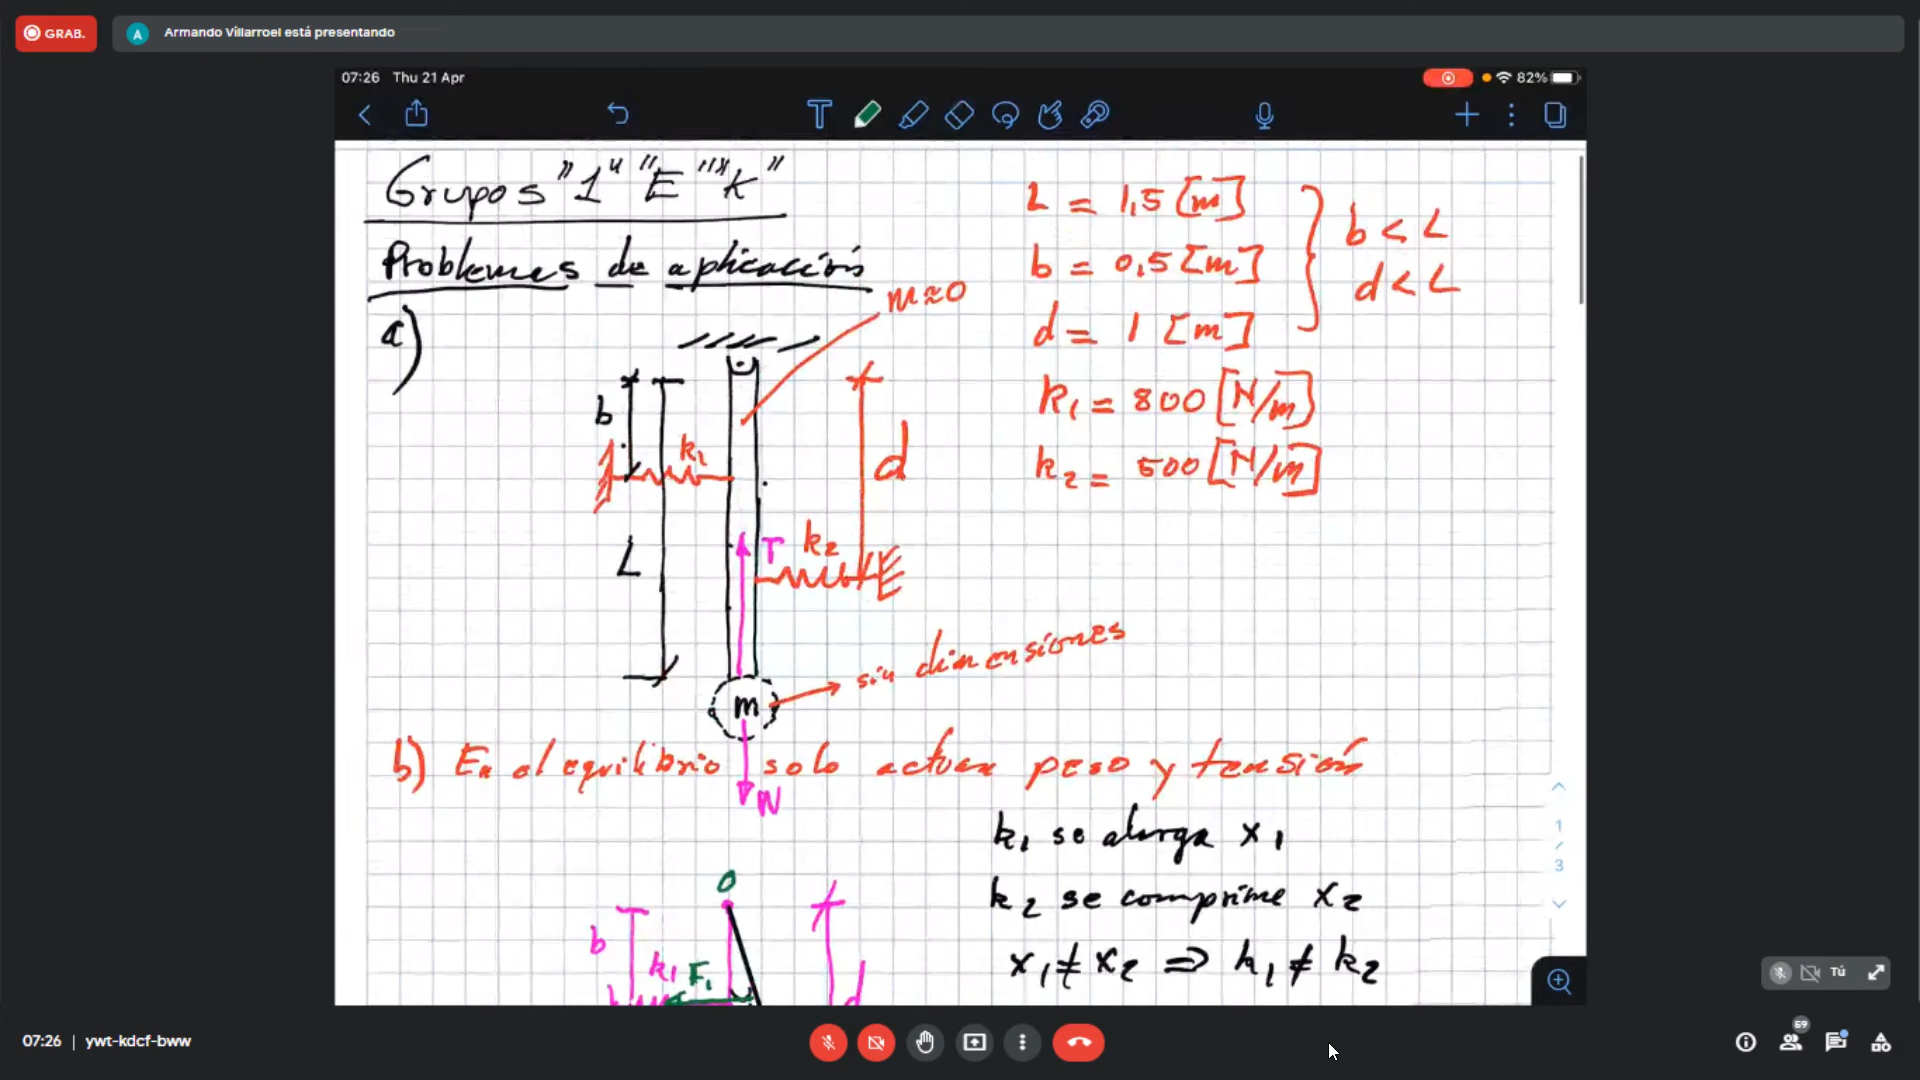 GRAB.
A Armando Villarroel está presentando
07:26 Thu 21 Apr
82%
Grupos "1" "E" "K"
Problemas de aplicación
a)
m≈0
L = 1,5 [m]
b = 0,5 [m]
d = 1 [m]
b < L
d < L
k1 = 800 [N/m]
k2 = 500 [N/m]
b
k1
d
L
T
k2
m
sin dimensiones
b) En el equilibrio solo actuan peso y tensión
W
k1 se alarga x1
k2 se comprime x2
x1 ≠ x2 ⇒ k1 ≠ k2
O
b
k1
F1
d
1
/
3
Tú
07:26 | ywt-kdcf-bww
59